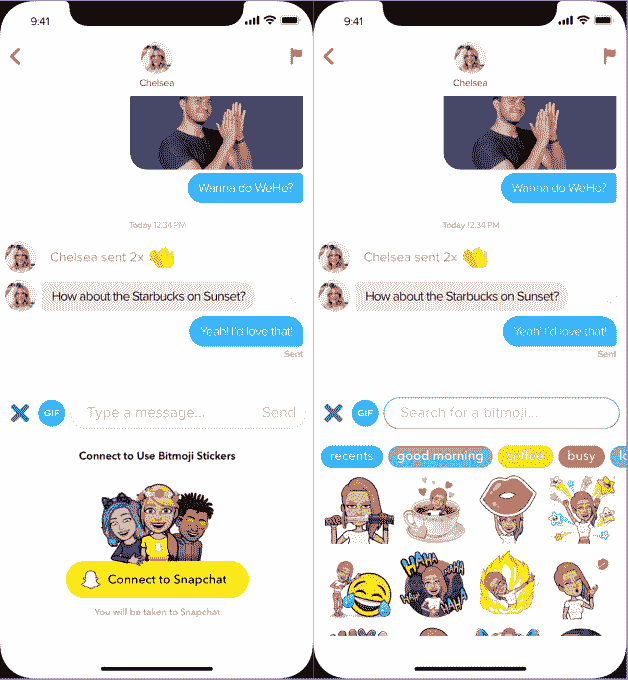 9:41
Chelsea
Wanna do WeHo?
Today 12:34 PM
Chelsea sent 2x
How about the Starbucks on Sunset?
Yeah! I'd love that!
Sent
GIF
Type a message...
Send
Connect to Use Bitmoji Stickers
Connect to Snapchat
You will be taken to Snapchat
9:41
Chelsea
Wanna do WeHo?
Today 12:34 PM
Chelsea sent 2x
How about the Starbucks on Sunset?
Yeah! I'd love that!
Sent
GIF
Search for a bitmoji...
recents
good morning
coffee
busy
HAHA
HAHA
HAHA